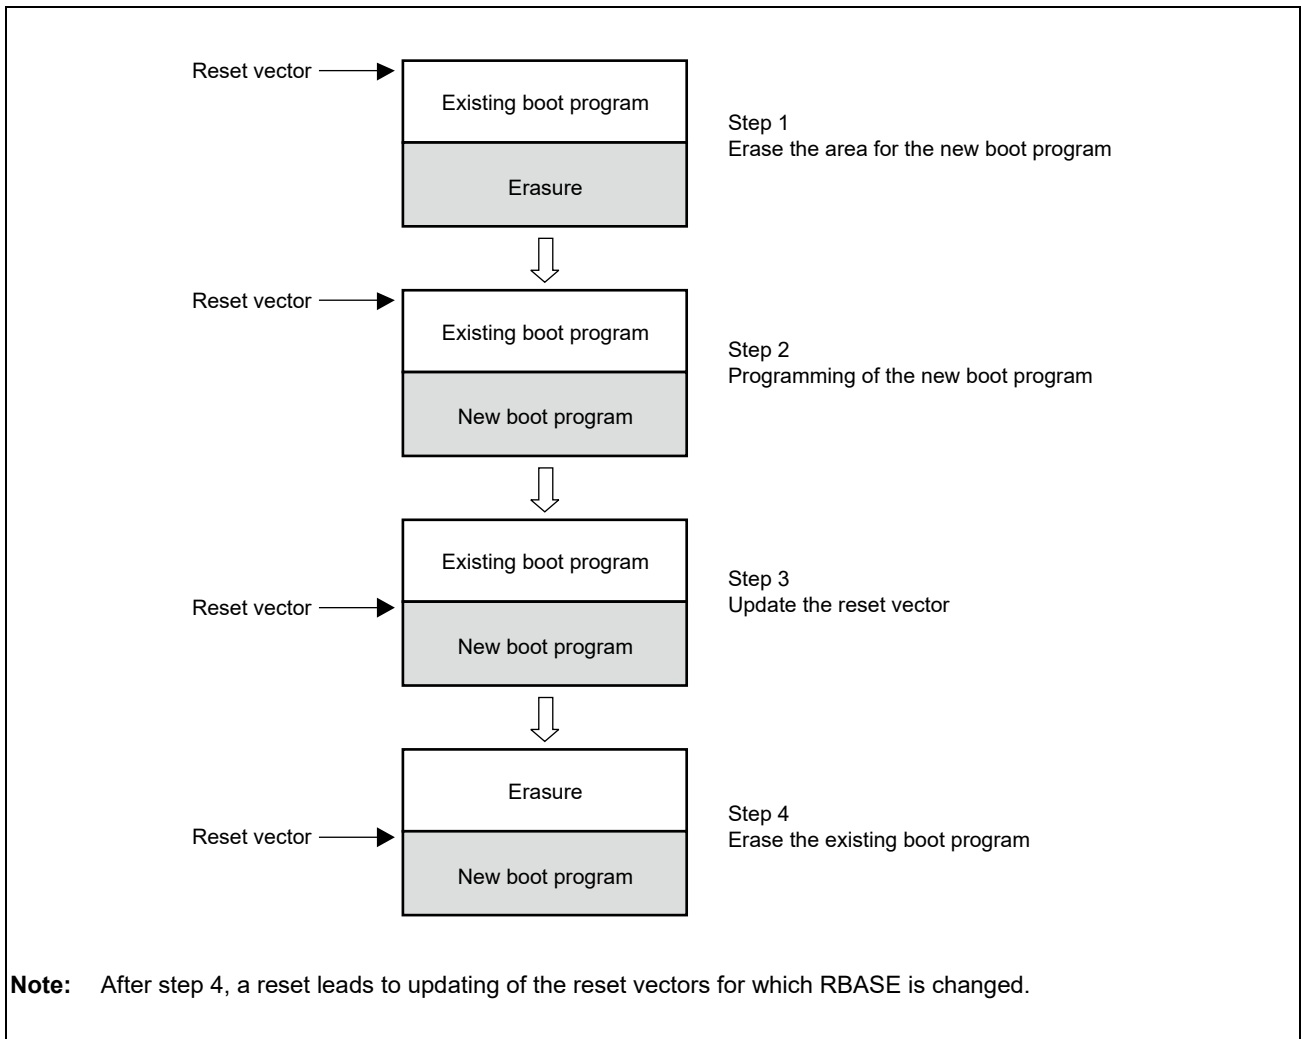 Reset vector
Existing boot program
Step 1
Erase the area for the new boot program
Erasure
Reset vector
Existing boot program
Step 2
Programming of the new boot program
New boot program
Existing boot program
Step 3
Update the reset vector
Reset vector
New boot program
Erasure
Step 4
Erase the existing boot program
Reset vector
New boot program
Note: After step 4, a reset leads to updating of the reset vectors for which RBASE is changed.